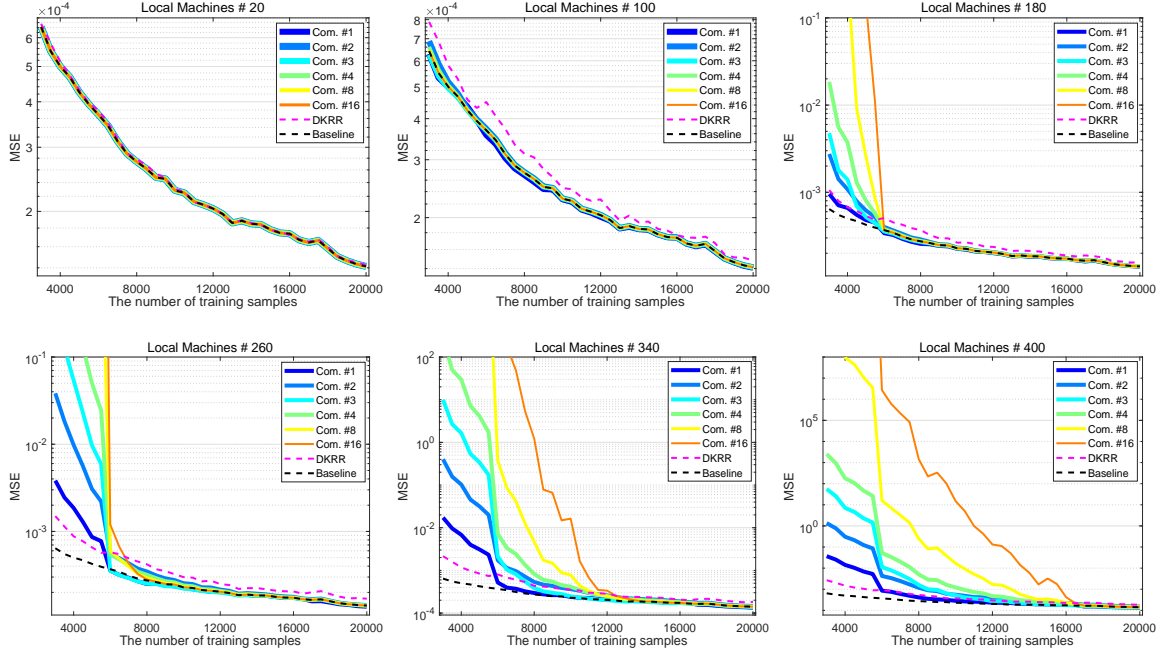 Local Machines # 20
×10⁻⁴
6
5
4
3
2
MSE
4000 8000 12000 16000 20000
The number of training samples
Com. #1
Com. #2
Com. #3
Com. #4
Com. #8
Com. #16
DKRR
Baseline
Local Machines # 100
×10⁻⁴
8
7
6
5
4
3
2
MSE
4000 8000 12000 16000 20000
The number of training samples
Com. #1
Com. #2
Com. #3
Com. #4
Com. #8
Com. #16
DKRR
Baseline
Local Machines # 180
10⁻¹
10⁻²
10⁻³
MSE
4000 8000 12000 16000 20000
The number of training samples
Com. #1
Com. #2
Com. #3
Com. #4
Com. #8
Com. #16
DKRR
Baseline
Local Machines # 260
10⁻¹
10⁻²
10⁻³
MSE
4000 8000 12000 16000 20000
The number of training samples
Com. #1
Com. #2
Com. #3
Com. #4
Com. #8
Com. #16
DKRR
Baseline
Local Machines # 340
10²
10⁰
10⁻²
10⁻⁴
MSE
4000 8000 12000 16000 20000
The number of training samples
Com. #1
Com. #2
Com. #3
Com. #4
Com. #8
Com. #16
DKRR
Baseline
Local Machines # 400
10⁵
10⁰
MSE
4000 8000 12000 16000 20000
The number of training samples
Com. #1
Com. #2
Com. #3
Com. #4
Com. #8
Com. #16
DKRR
Baseline